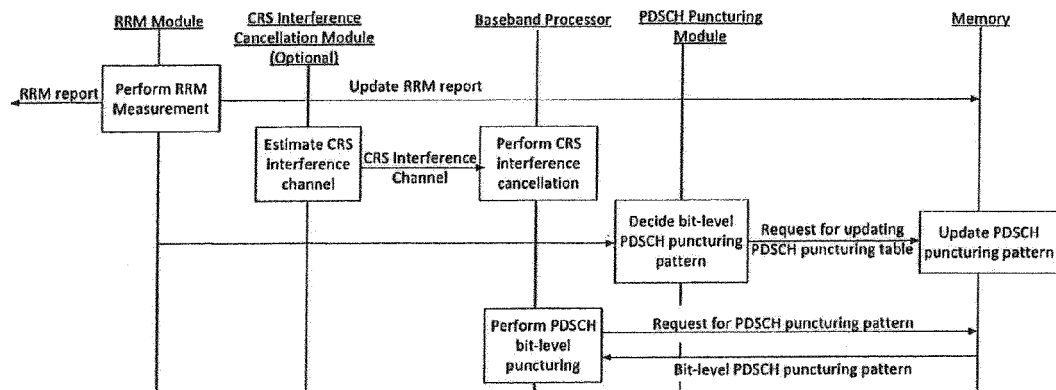 RRM Module
CRS Interference
Cancellation Module
(Optional)
Baseband Processor
PDSCH Puncturing
Module
Memory
RRM report
Perform RRM
Measurement
Update RRM report
Estimate CRS
interference
channel
CRS Interference
Channel
Perform CRS
interference
cancellation
Decide bit-level
PDSCH puncturing
pattern
Request for updating
PDSCH puncturing table
Update PDSCH
puncturing pattern
Perform PDSCH
bit-level
puncturing
Request for PDSCH puncturing pattern
Bit-level PDSCH puncturing pattern